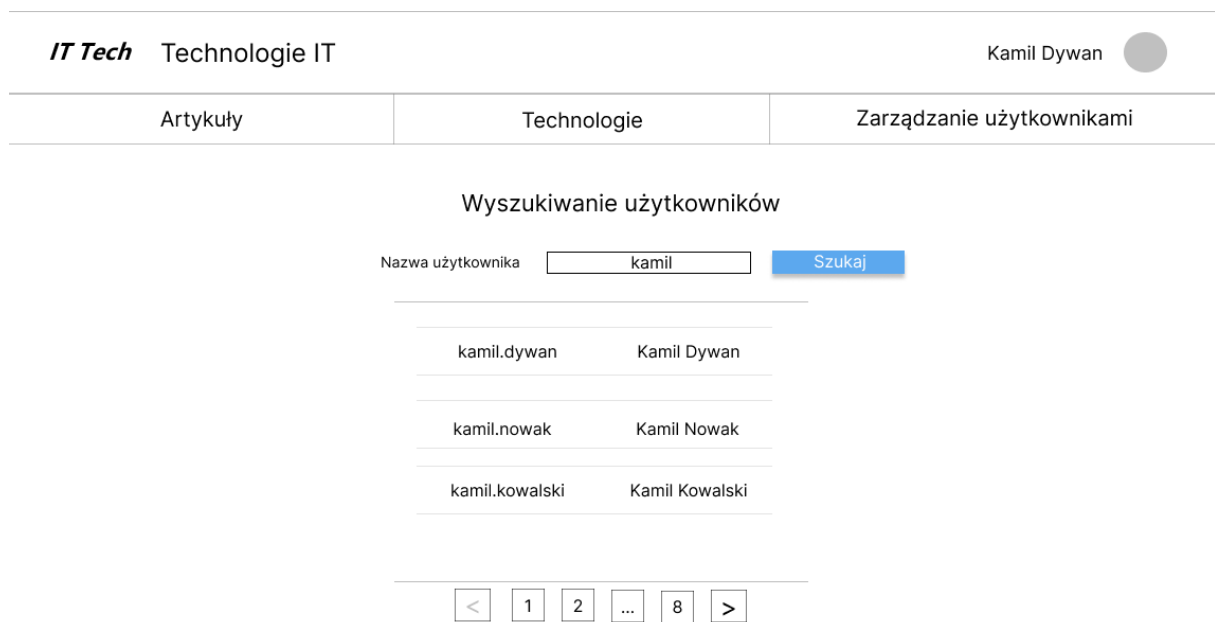 IT Tech Technologie IT Kamil Dywan
Artykuły Technologie Zarządzanie użytkownikami
Wyszukiwanie użytkowników
Nazwa użytkownika kamil Szukaj
kamil.dywan Kamil Dywan
kamil.nowak Kamil Nowak
kamil.kowalski Kamil Kowalski
< 1 2 ... 8 >